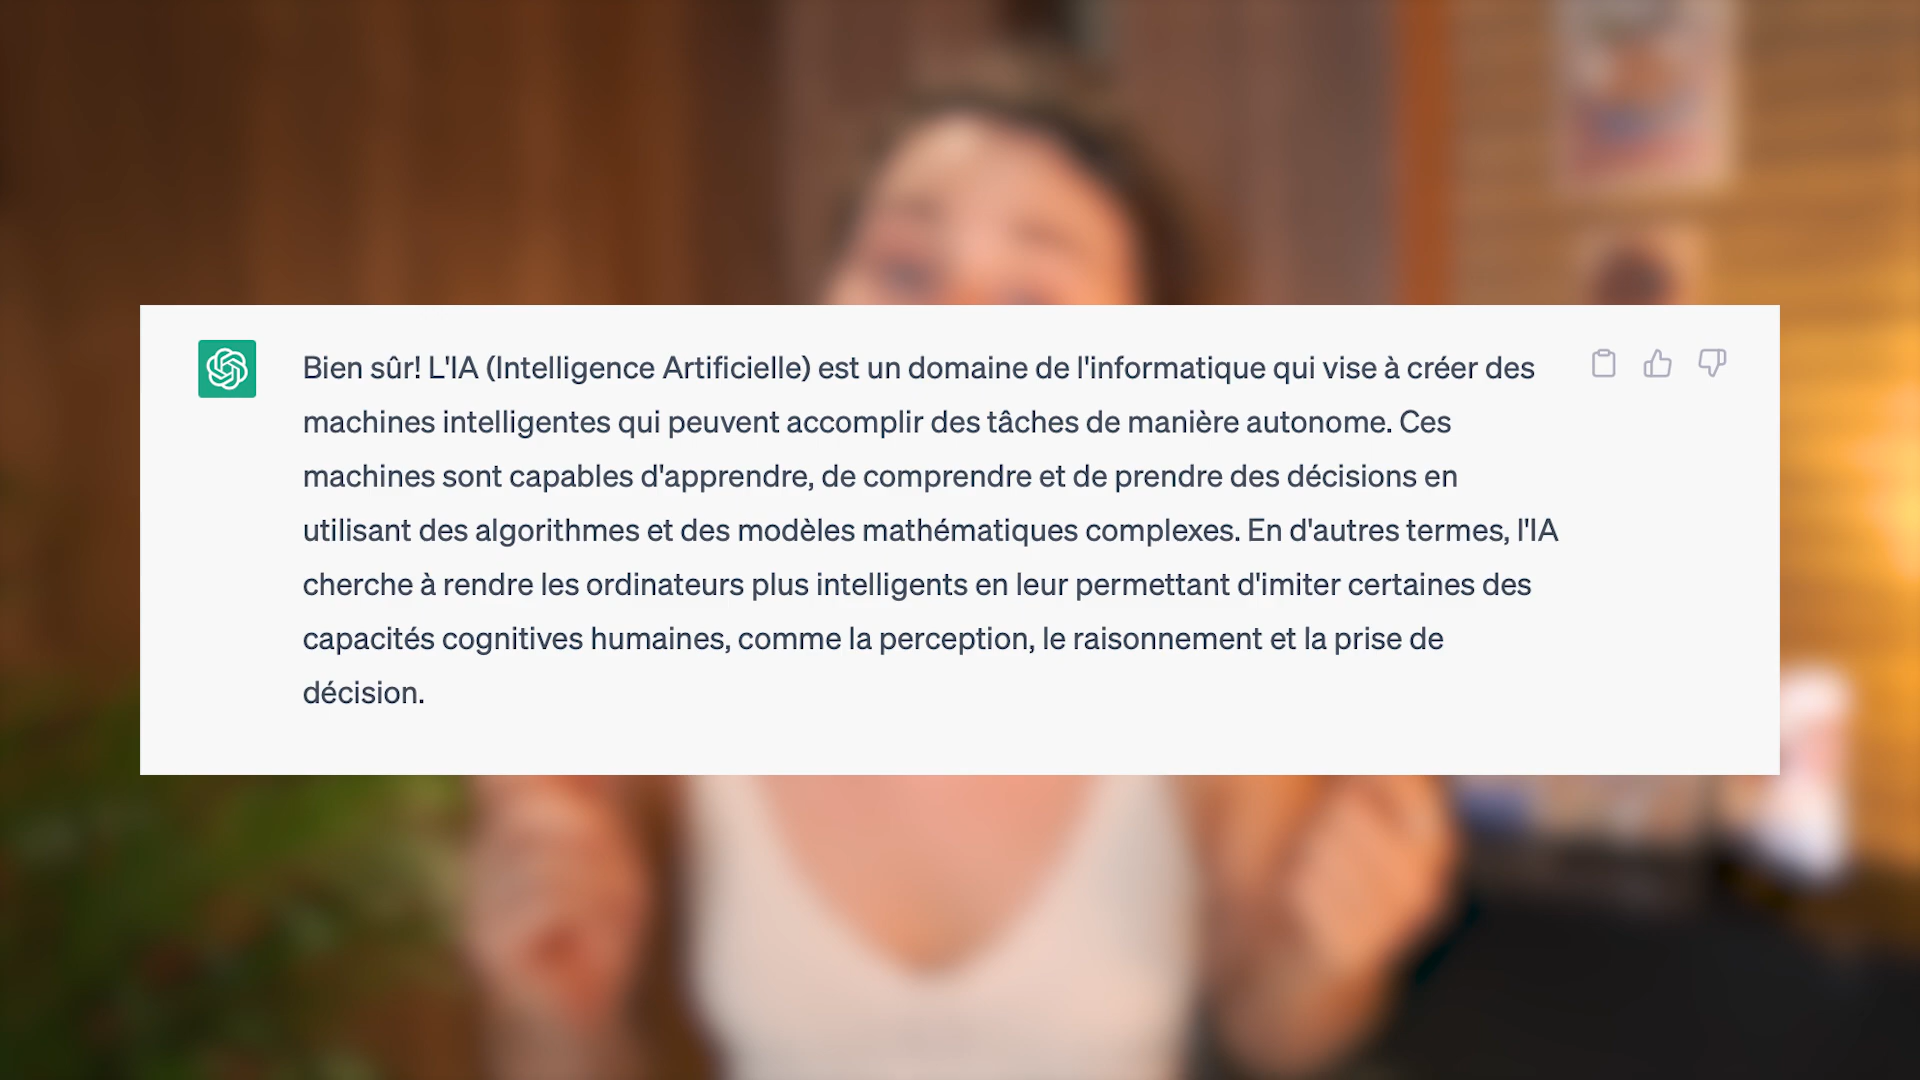 Bien sûr! L'IA (Intelligence Artificielle) est un domaine de l'informatique qui vise à créer des
machines intelligentes qui peuvent accomplir des tâches de manière autonome. Ces
machines sont capables d'apprendre, de comprendre et de prendre des décisions en
utilisant des algorithmes et des modèles mathématiques complexes. En d'autres termes, l'IA
cherche à rendre les ordinateurs plus intelligents en leur permettant d'imiter certaines des
capacités cognitives humaines, comme la perception, le raisonnement et la prise de
décision.